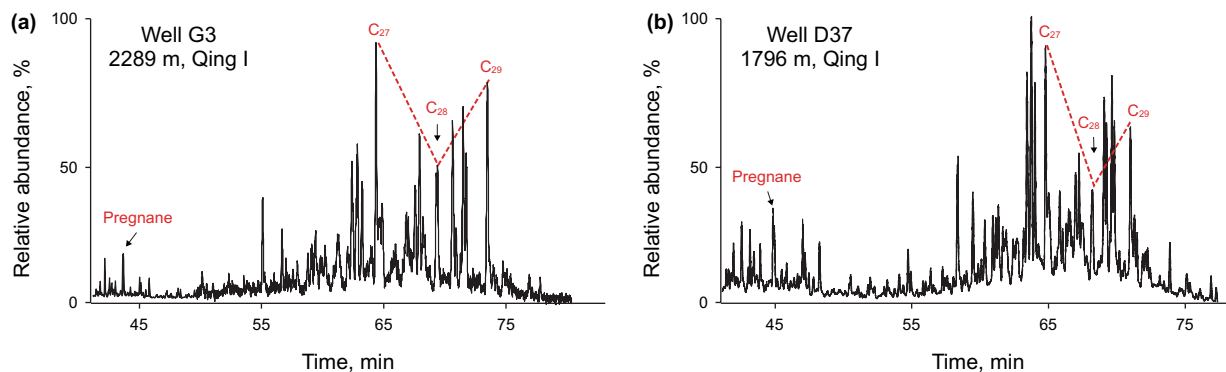 (a)
Well G3
2289 m, Qing I
Relative abundance, %
100
50
0
C₂₇
C₂₈
C₂₉
Pregnane
45
55
65
75
Time, min
(b)
Well D37
1796 m, Qing I
Relative abundance, %
100
50
0
C₂₇
C₂₈
C₂₉
Pregnane
45
55
65
75
Time, min